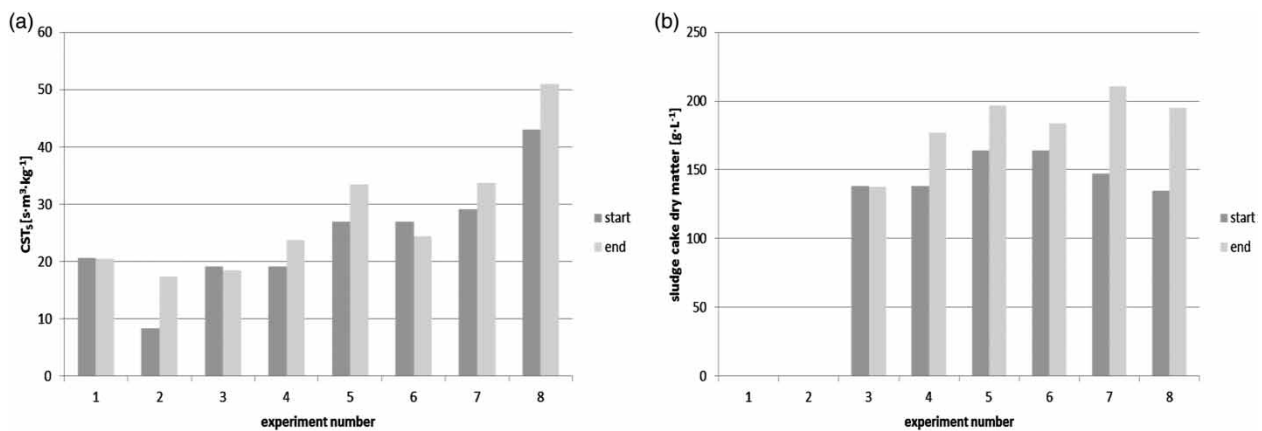 (a)
60
50
40
30
20
10
0
CSTs[s·m³·kg⁻¹]
1 2 3 4 5 6 7 8
experiment number
start
end
(b)
250
200
150
100
50
0
sludge cake dry matter [g·L⁻¹]
1 2 3 4 5 6 7 8
experiment number
start
end